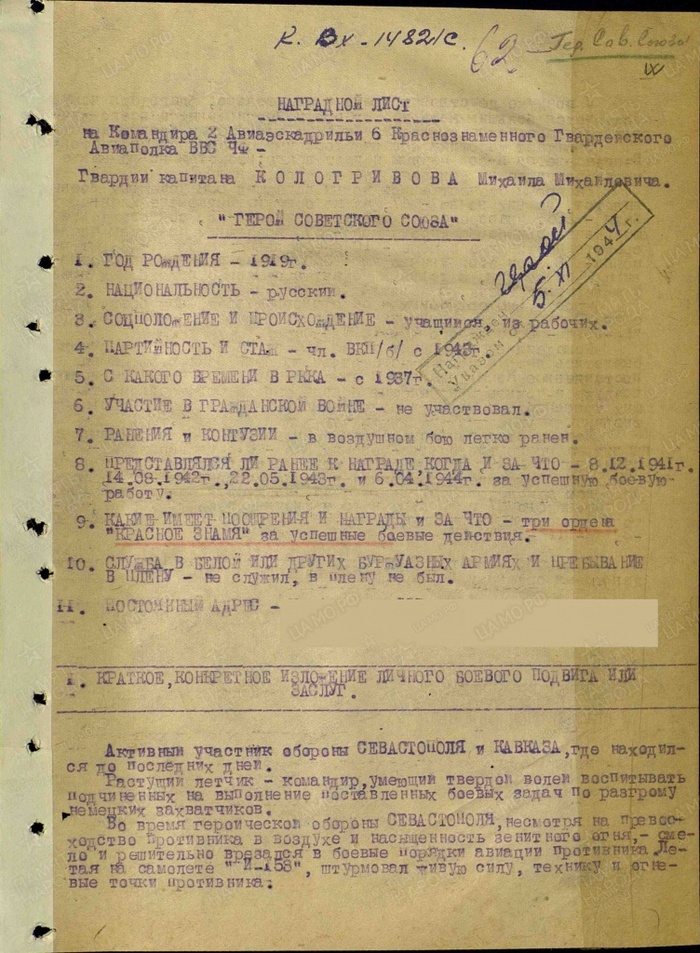 К. Вх-1482/с.
62
Гер. Сов. Союза
IX
НАГРАДНОЙ ЛИСТ
на Командира 2 Авиаэскадрильи 6 Краснознаменного Гвардейского
Авиаполка ВВС ЧФ -
Гвардии капитана КОЛОГРИВОВА Михаила Михайловича.
"ГЕРОЙ СОВЕТСКОГО СОЮЗА"
Награжден
Указом
5. XI 1944 г.
1. ГОД РОЖДЕНИЯ - 1919г.
2. НАЦИОНАЛЬНОСТЬ - русский.
3. СОЦПОЛОЖЕНИЕ И ПРОИСХОЖДЕНИЕ - учащийся, из рабочих.
4. ПАРТИЙНОСТЬ И СТАЖ - чл. ВКП/б/ с 1943г.
5. С КАКОГО ВРЕМЕНИ В РККА - с 1937г.
6. УЧАСТИЕ В ГРАЖДАНСКОЙ ВОЙНЕ - не участвовал.
7. РАНЕНИЯ и КОНТУЗИИ - в воздушном бою легко ранен.
8. ПРЕДСТАВЛЯЛСЯ ЛИ РАНЕЕ К НАГРАДЕ, КОГДА И ЗА ЧТО - 8.12.1941г.
14.08.1942г., 22.05.1943г. и 6.04.1944г. за успешную боевую
работу.
9. КАКИЕ ИМЕЕТ ПООЩРЕНИЯ И НАГРАДЫ и ЗА ЧТО - три ордена
"КРАСНОЕ ЗНАМЯ" за успешные боевые действия.
10. СЛУЖБА В БЕЛОЙ ИЛИ ДРУГИХ БУРЖУАЗНЫХ АРМИЯХ И ПРЕБЫВАНИЕ
В ПЛЕНУ - не служил, в плену не был.
11. ПОСТОЯННЫЙ АДРЕС -
I. КРАТКОЕ, КОНКРЕТНОЕ ИЗЛОЖЕНИЕ ЛИЧНОГО БОЕВОГО ПОДВИГА ИЛИ
ЗАСЛУГ.
Активный участник обороны СЕВАСТОПОЛЯ и КАВКАЗА, где находил-
ся до последних дней.
Растущий летчик - командир, умеющий твердой волей воспитывать
подчиненных на выполнение поставленных боевых задач по разгрому
немецких захватчиков.
Во время героической обороны СЕВАСТОПОЛЯ, несмотря на превос-
ходство противника в воздухе и насыщенность зенитного огня, - сме-
ло и решительно врезался в боевые порядки авиации противника. Ле-
тая на самолете "И-153", штурмовал живую силу, технику и огне-
вые точки противника.